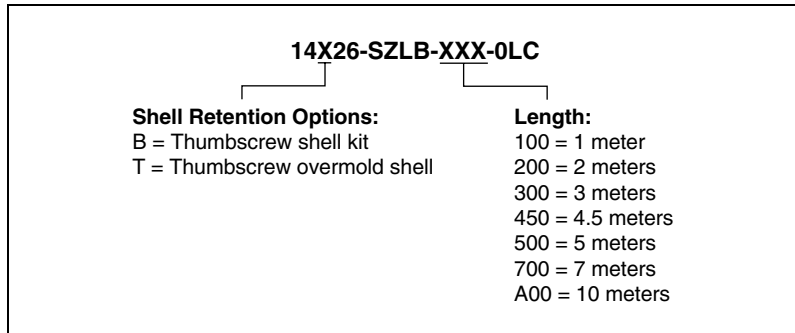 14X26-SZLB-XXX-0LC
Shell Retention Options:
B = Thumbscrew shell kit
T = Thumbscrew overmold shell
Length:
100 = 1 meter
200 = 2 meters
300 = 3 meters
450 = 4.5 meters
500 = 5 meters
700 = 7 meters
A00 = 10 meters